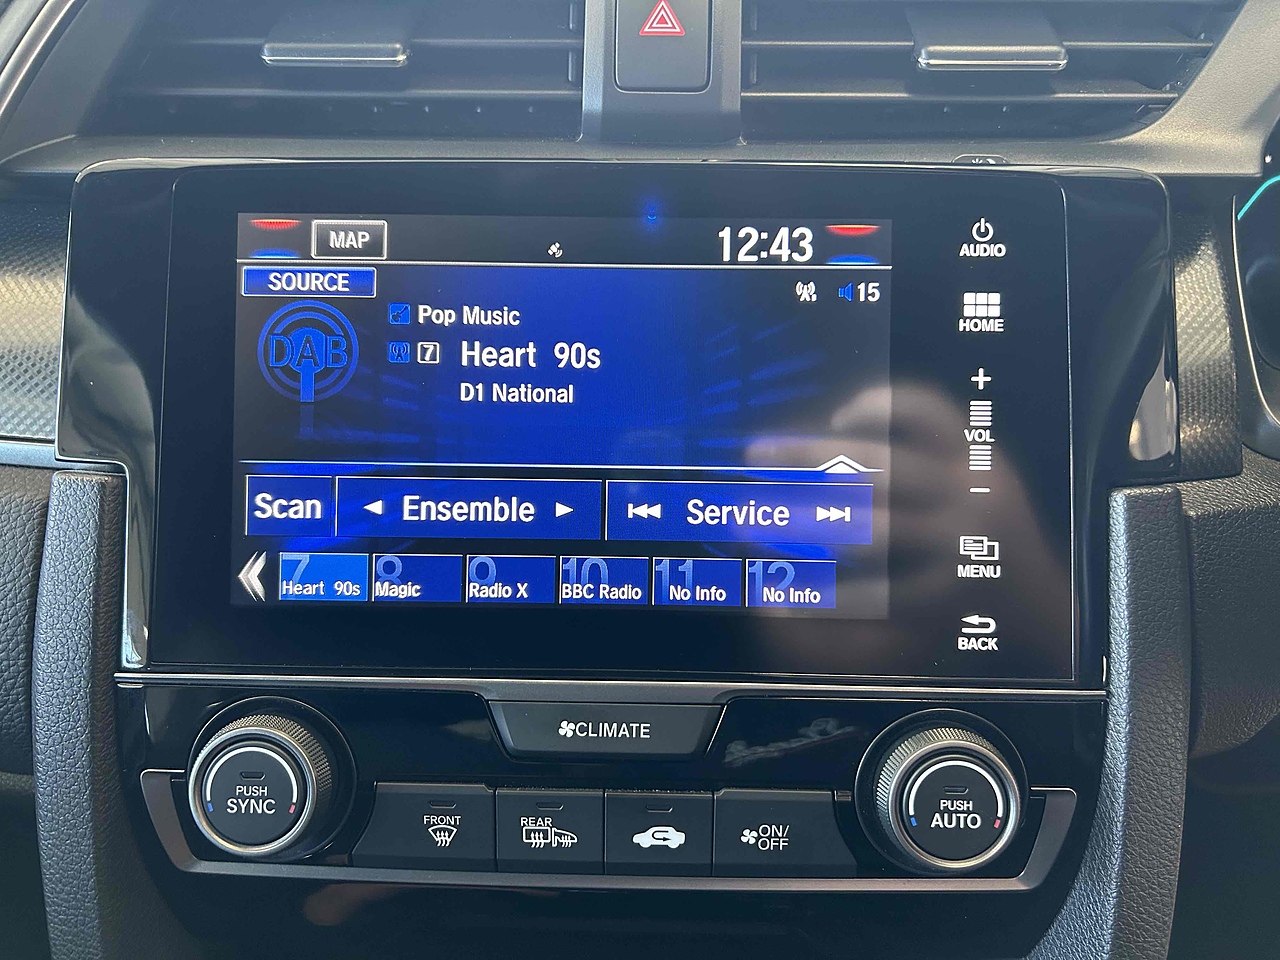 MAP
12:43
AUDIO
SOURCE
15
DAB
Pop Music
7 Heart 90s
D1 National
HOME
+
VOL
−
Scan
Ensemble
Service
7 Heart 90s
8 Magic
9 Radio X
10 BBC Radio
11 No Info
12 No Info
MENU
BACK
CLIMATE
PUSH
SYNC
FRONT
REAR
ON/
OFF
PUSH
AUTO